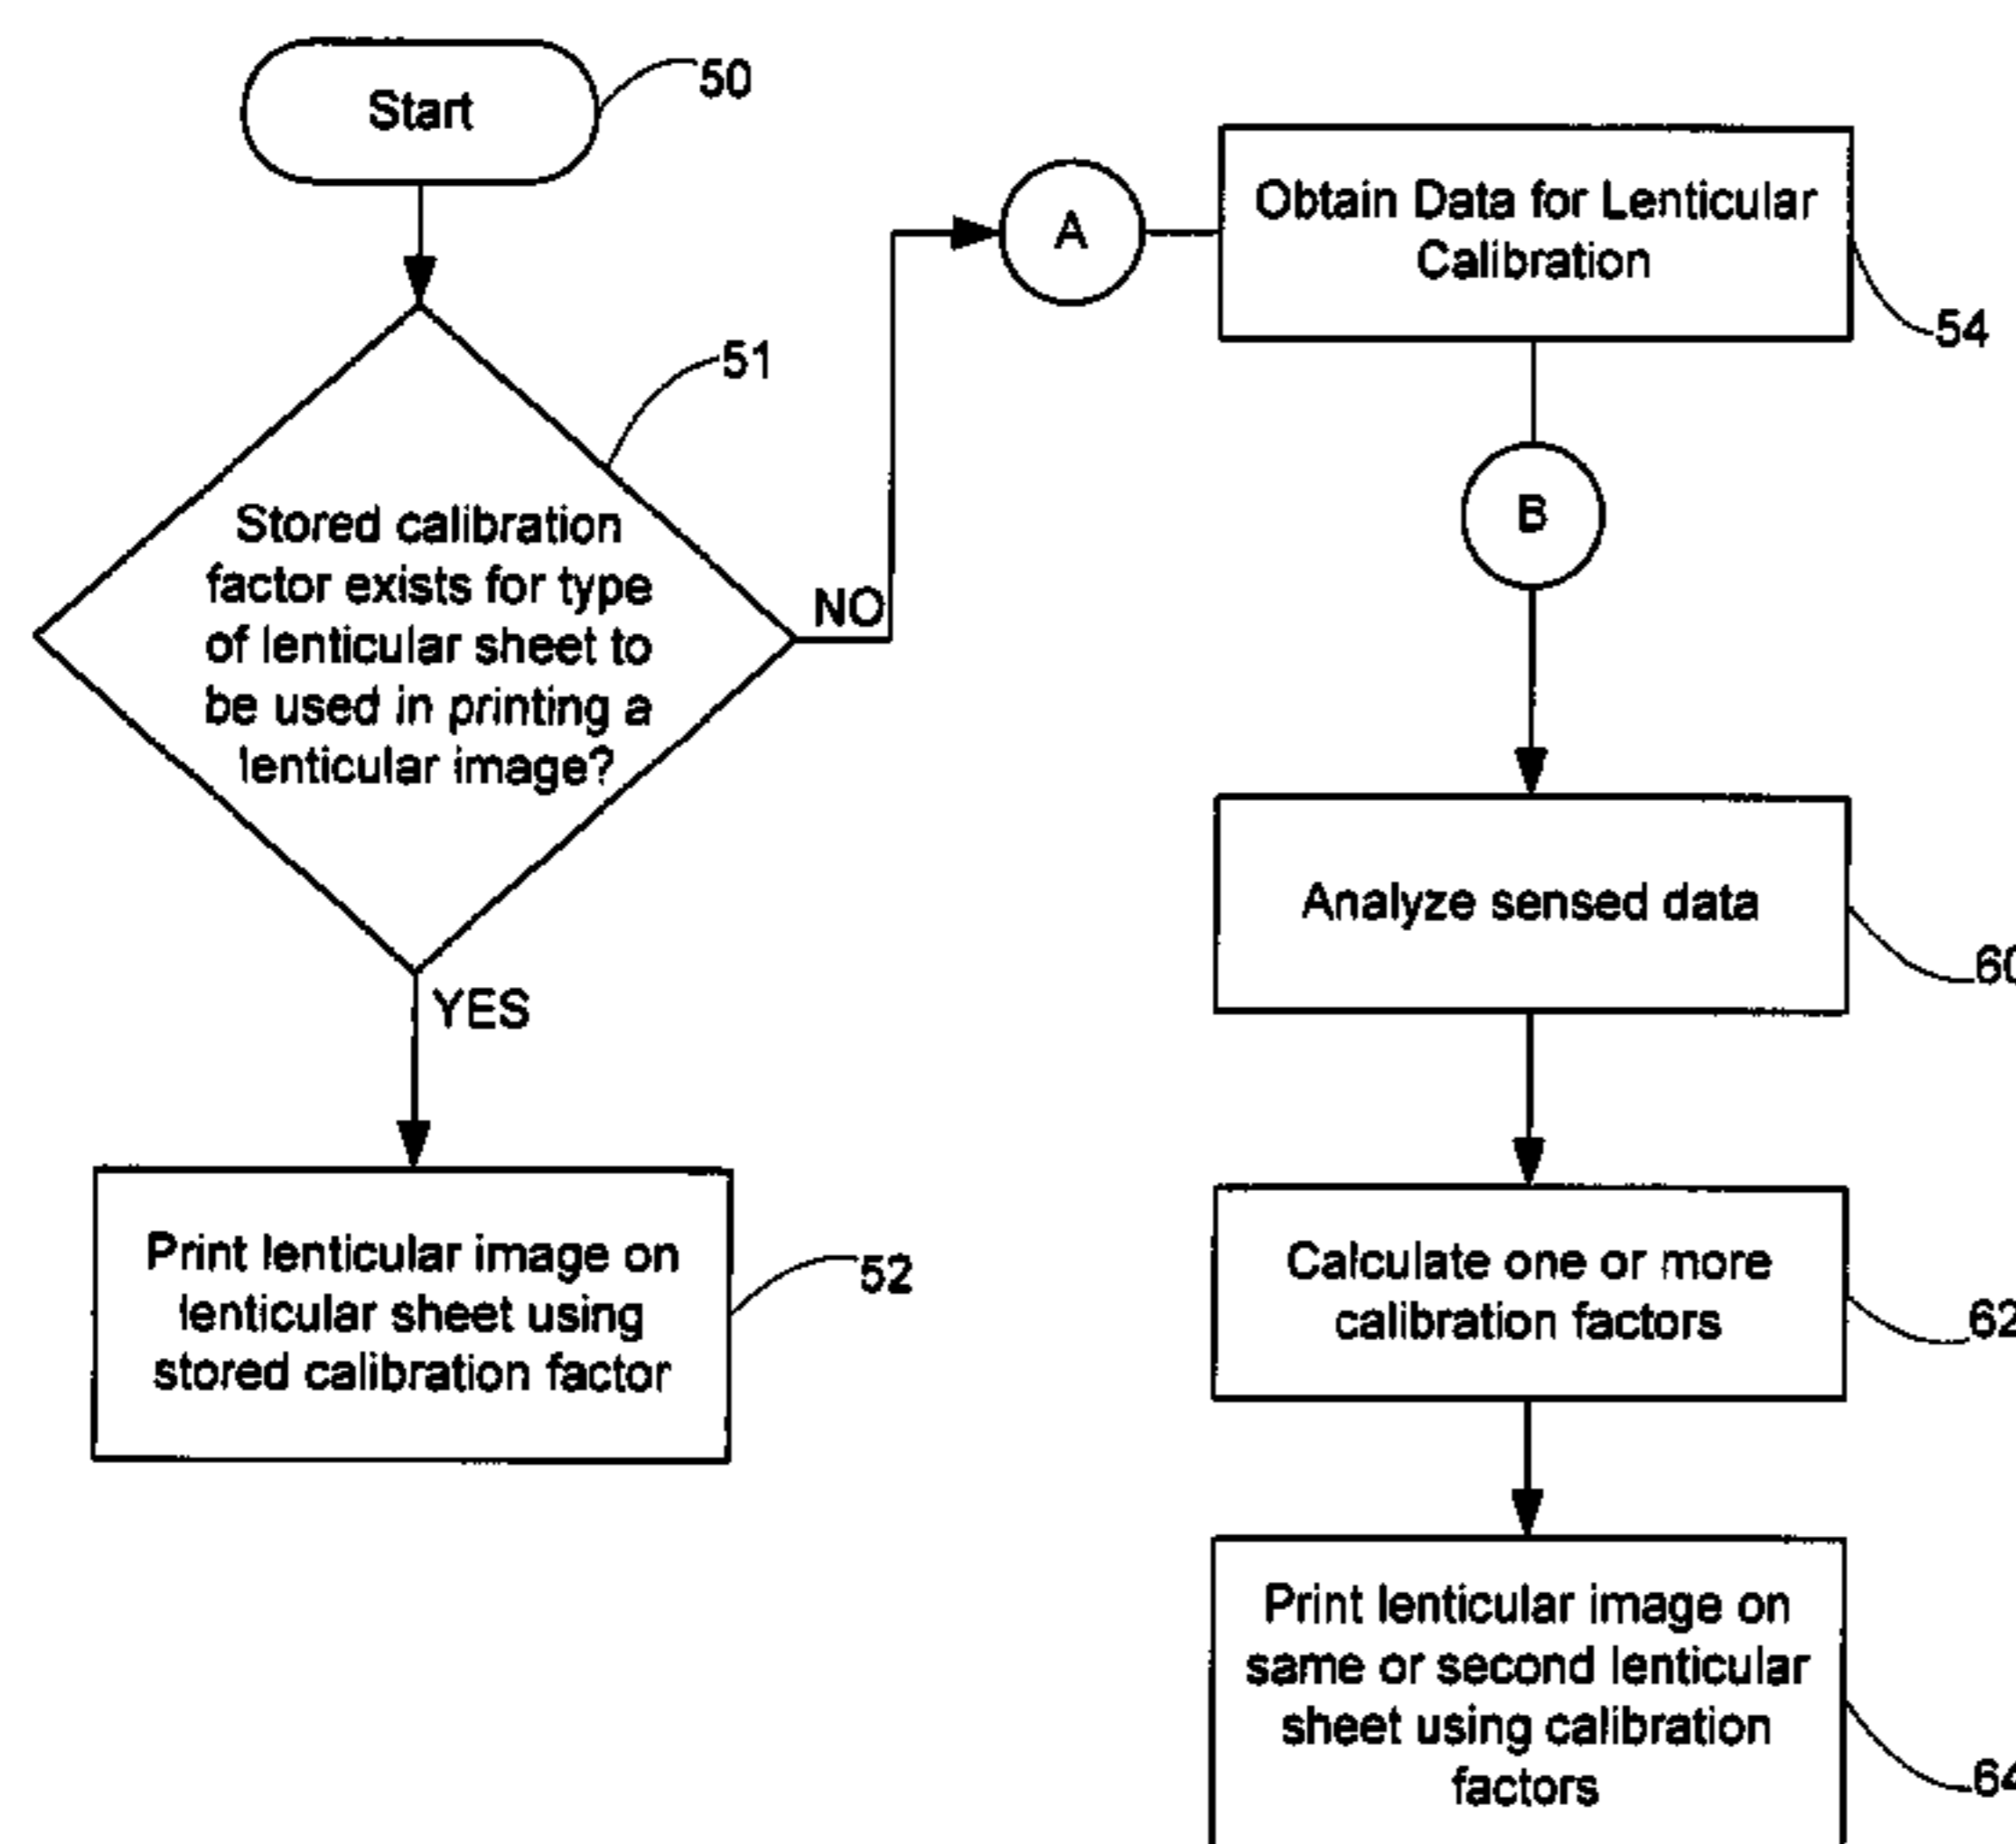 Start
50
51
Stored calibration
factor exists for type
of lenticular sheet to
be used in printing a
lenticular image?
NO
YES
Print lenticular image on
lenticular sheet using
stored calibration factor
52
A
Obtain Data for Lenticular
Calibration
54
B
Analyze sensed data
60
Calculate one or more
calibration factors
62
Print lenticular image on
same or second lenticular
sheet using calibration
factors
64